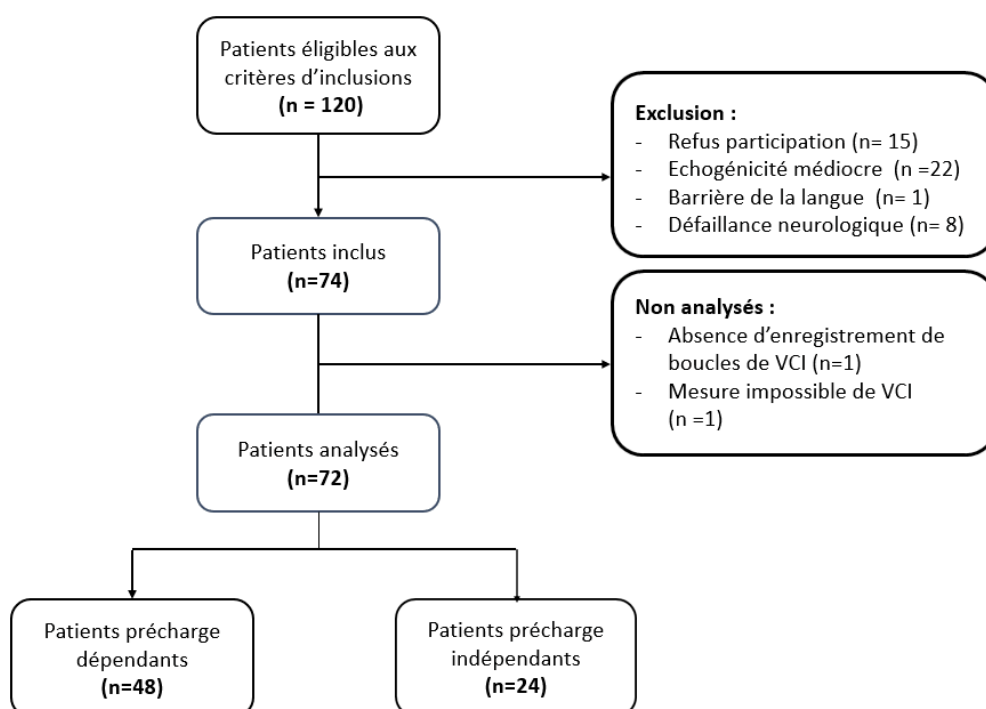 Patients éligibles aux
critères d’inclusions
(n = 120)
Exclusion :
- Refus participation (n= 15)
- Echogénicité médiocre (n =22)
- Barrière de la langue (n= 1)
- Défaillance neurologique (n= 8)
Patients inclus
(n=74)
Non analysés :
- Absence d’enregistrement de
boucles de VCI (n=1)
- Mesure impossible de VCI
(n =1)
Patients analysés
(n=72)
Patients précharge
dépendants
(n=48)
Patients précharge
indépendants
(n=24)